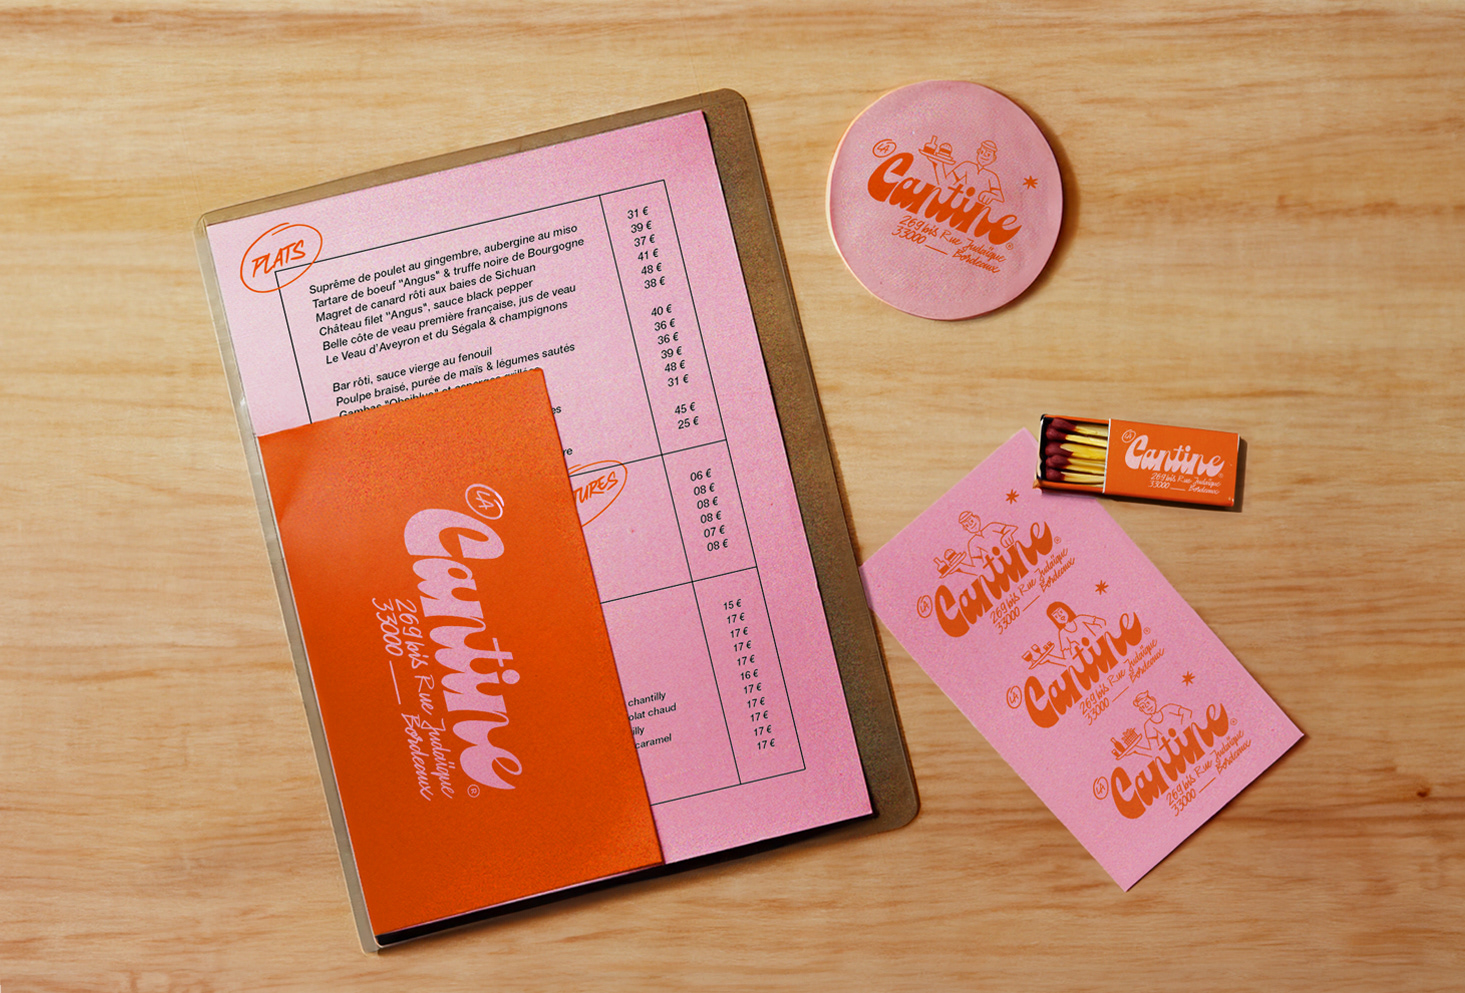 PLATS
Suprême de poulet au gingembre, aubergine au miso 31 €
Tartare de boeuf "Angus" & truffe noire de Bourgogne 39 €
Magret de canard rôti aux baies de Sichuan 37 €
Château filet "Angus", sauce black pepper 41 €
Belle côte de veau première française, jus de veau 48 €
Le Veau d'Aveyron et du Ségala & champignons 38 €
Bar rôti, sauce vierge au fenouil 40 €
Poulpe braisé, purée de maïs & légumes sautés 36 €
Gambas "Obsiblue" et asperges grillées 36 €
39 €
48 €
31 €
45 €
25 €
TURES
06 €
08 €
08 €
08 €
07 €
08 €
15 €
17 €
17 €
17 €
17 €
16 €
chantilly 17 €
chaud 17 €
17 €
caramel 17 €
17 €
LA
Cantine®
269 bis Rue Judaïque
33000 — Bordeaux
LA
Cantine®
269 bis Rue Judaïque
33000 — Bordeaux
LA
Cantine®
269 bis Rue Judaïque
33000 — Bordeaux
LA
Cantine®
269 bis Rue Judaïque
33000 — Bordeaux
LA
Cantine®
269 bis Rue Judaïque
33000 — Bordeaux
LA
Cantine®
269 bis Rue Judaïque
33000 — Bordeaux